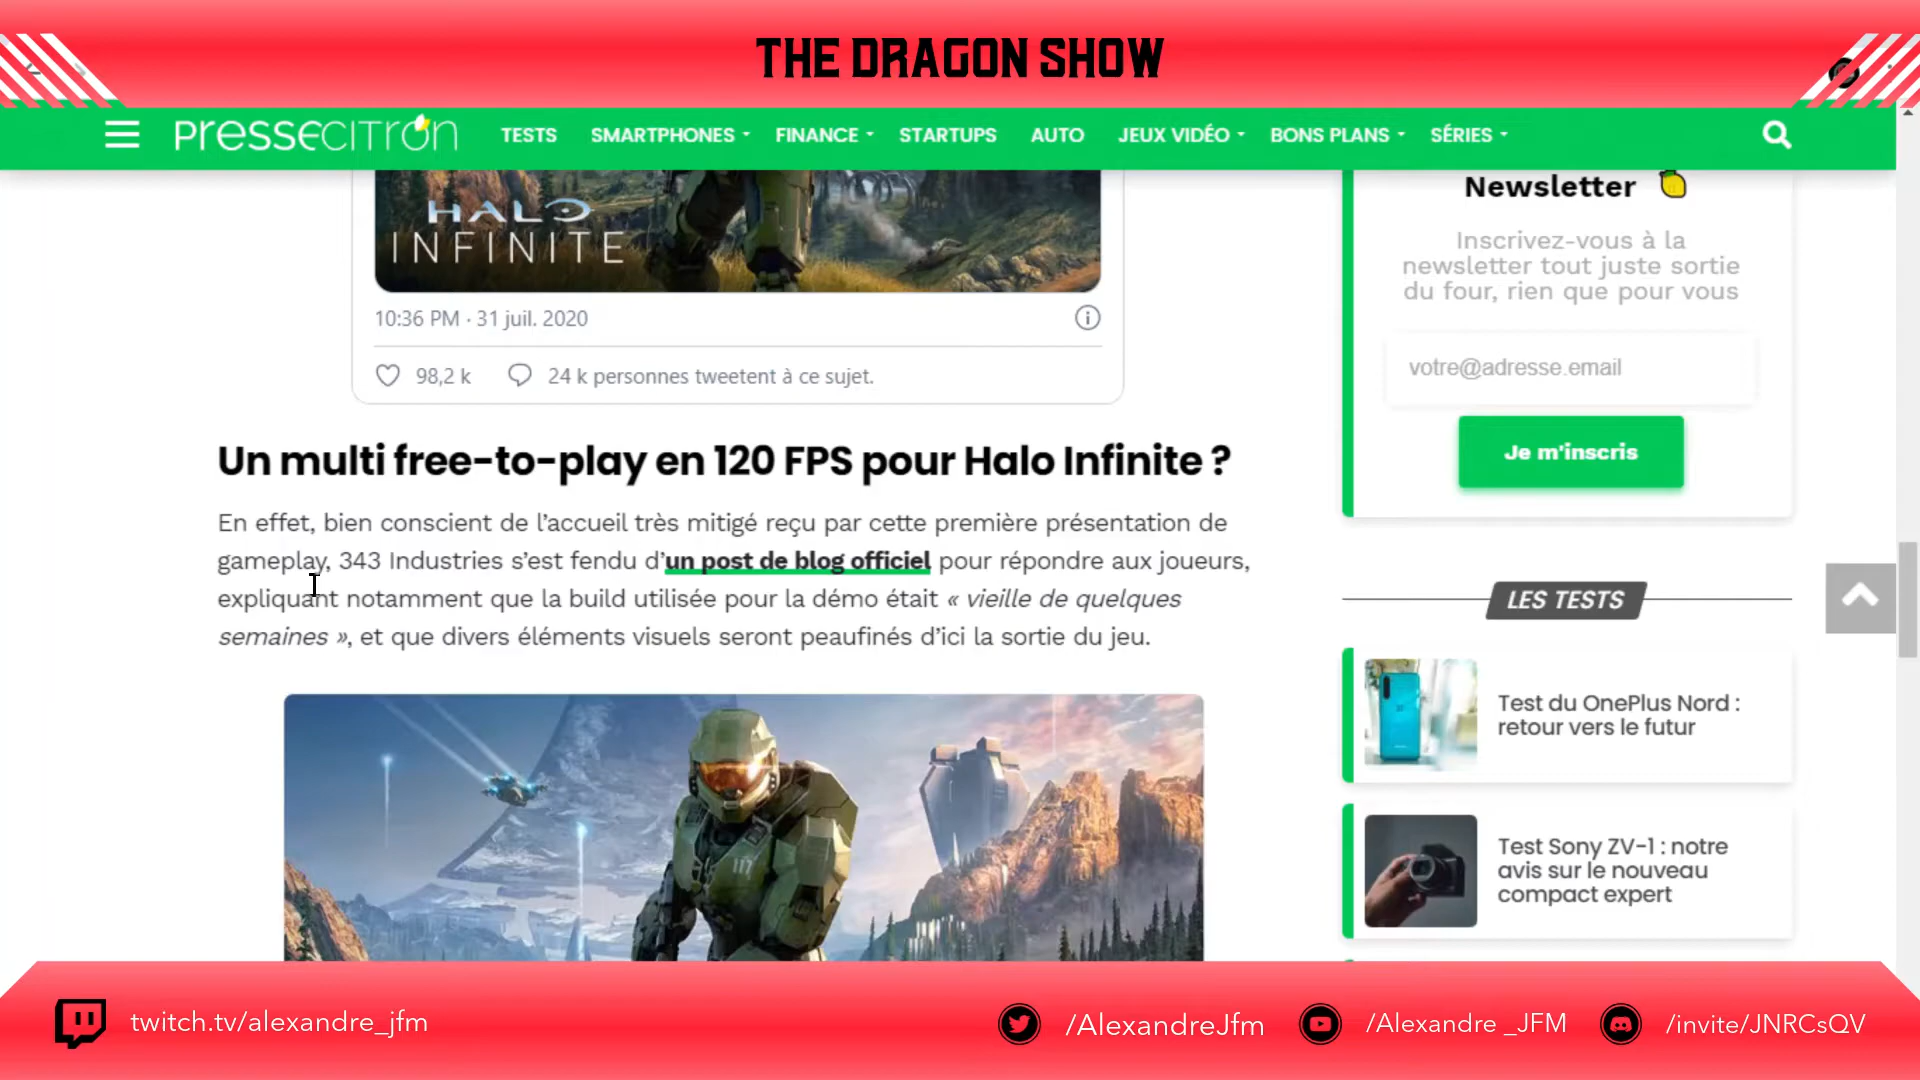 THE DRAGON SHOW
PRESSECITRON
TESTS SMARTPHONES FINANCE STARTUPS AUTO JEUX VIDÉO BONS PLANS SÉRIES
HALO
INFINITE
10:36 PM · 31 juil. 2020
98,2 k 24 k personnes tweetent à ce sujet.
Un multi free-to-play en 120 FPS pour Halo Infinite ?
En effet, bien conscient de l’accueil très mitigé reçu par cette première présentation de
gameplay, 343 Industries s’est fendu d’un post de blog officiel pour répondre aux joueurs,
expliquant notamment que la build utilisée pour la démo était « vieille de quelques
semaines », et que divers éléments visuels seront peaufinés d’ici la sortie du jeu.
117
Newsletter
Inscrivez-vous à la
newsletter tout juste sortie
du four, rien que pour vous
votre@adresse.email
Je m’inscris
LES TESTS
Test du OnePlus Nord :
retour vers le futur
Test Sony ZV-1 : notre
avis sur le nouveau
compact expert
twitch.tv/alexandre_jfm
/AlexandreJfm
/Alexandre _JFM
/invite/JNRCsQV